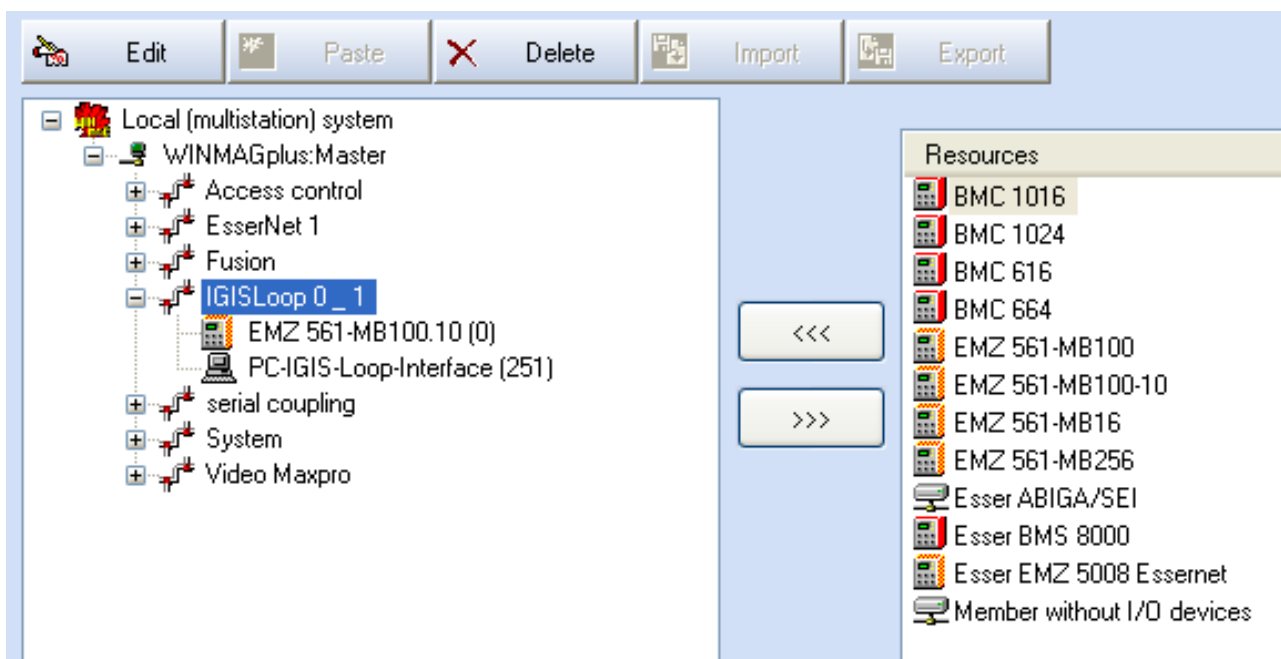 Edit Paste Delete Import Export
Local (multistation) system
WINMAGplus:Master
Access control
EsserNet 1
Fusion
IGISLoop 0 _ 1
EMZ 561-MB100.10 (0)
PC-IGIS-Loop-Interface (251)
serial coupling
System
Video Maxpro
<<<
>>>
Resources
BMC 1016
BMC 1024
BMC 616
BMC 664
EMZ 561-MB100
EMZ 561-MB100-10
EMZ 561-MB16
EMZ 561-MB256
Esser ABIGA/SEI
Esser BMS 8000
Esser EMZ 5008 Essernet
Member without I/O devices